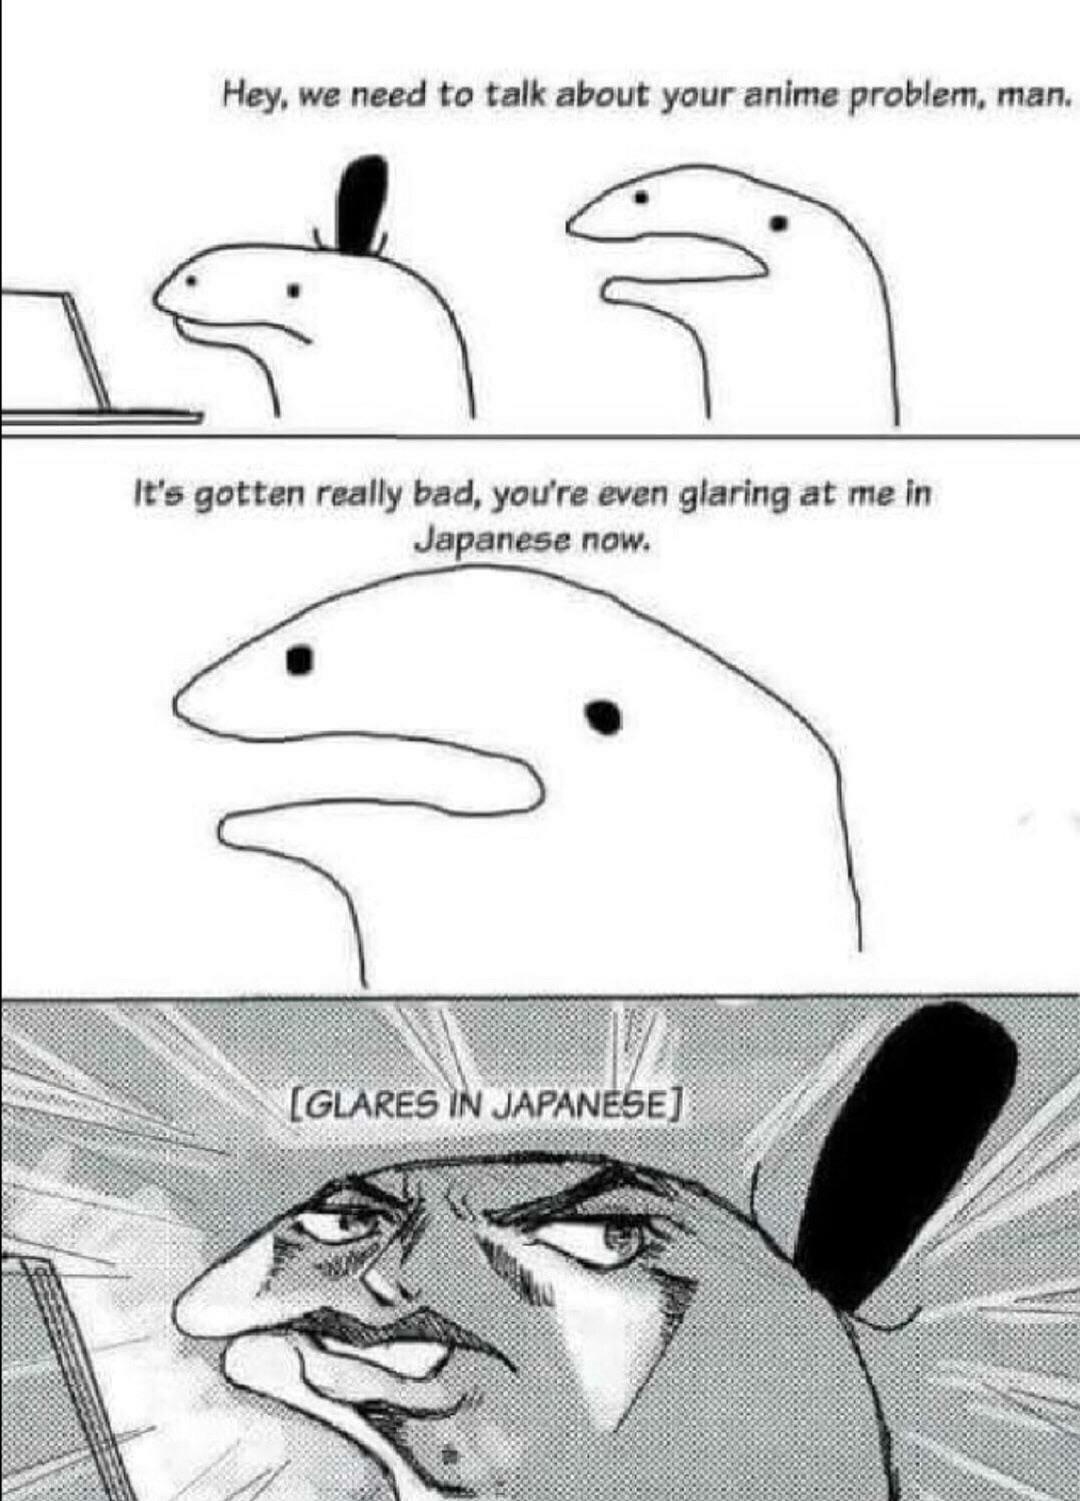 Hey, we need to talk about your anime problem, man.
It's gotten really bad, you're even glaring at me in
Japanese now.
[GLARES IN JAPANESE]